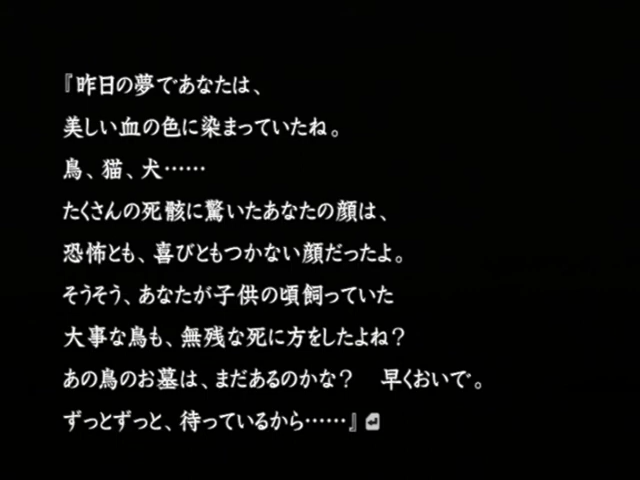 『昨日の夢であなたは、
美しい血の色に染まっていたね。
鳥、猫、犬……
たくさんの死骸に驚いたあなたの顔は、
恐怖とも、喜びともつかない顔だったよ。
そうそう、あなたが子供の頃飼っていた
大事な鳥も、無残な死に方をしたよね？
あの鳥のお墓は、まだあるのかな？　早くおいで。
ずっとずっと、待っているから……』